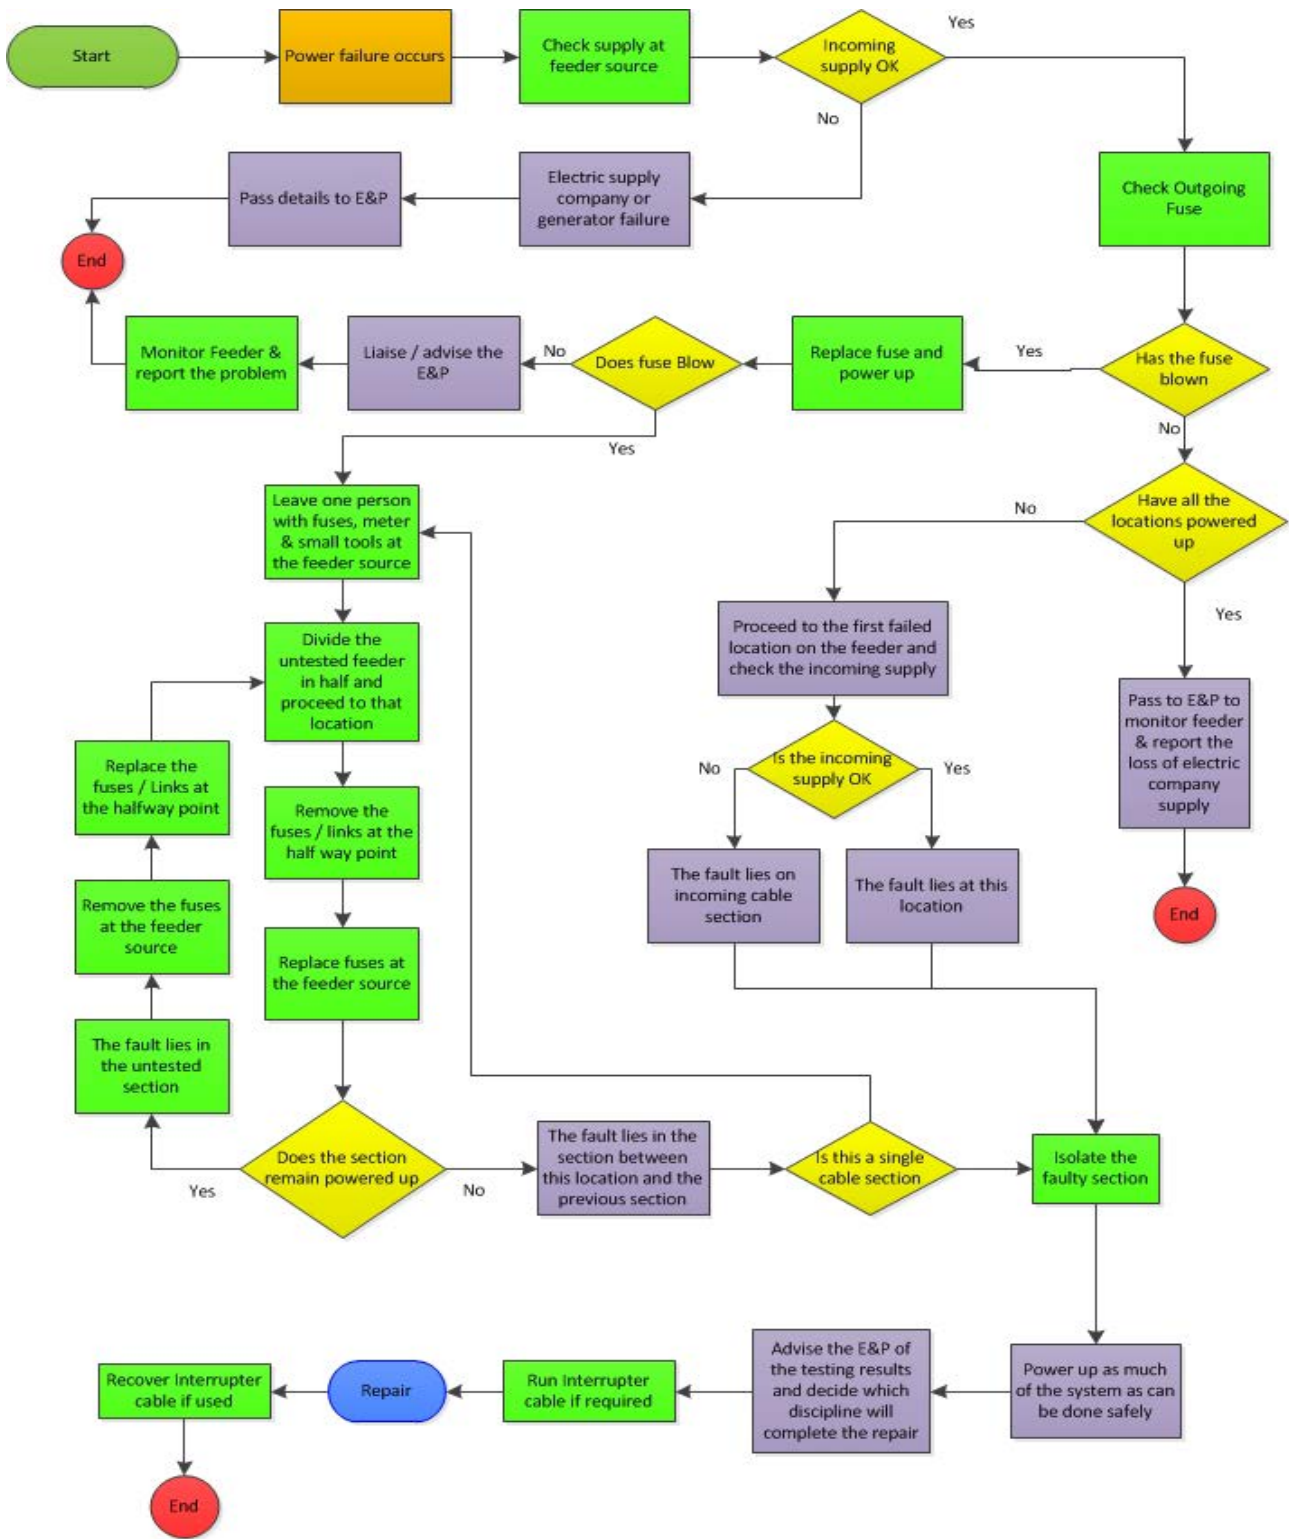 Start
Power failure occurs
Check supply at
feeder source
Incoming
supply OK
Yes
No
Pass details to E&P
Electric supply
company or
generator failure
Check Outgoing
Fuse
End
Monitor Feeder &
report the problem
Liaise / advise the
E&P
No
Does fuse Blow
Replace fuse and
power up
Yes
Has the fuse
blown
Yes
No
Leave one person
with fuses, meter
& small tools at
the feeder source
No
Have all the
locations powered
up
Yes
Divide the
untested feeder
in half and
proceed to that
location
Proceed to the first failed
location on the feeder and
check the incoming supply
Pass to E&P to
monitor feeder
& report the
loss of electric
company
supply
Replace the
fuses / Links at
the halfway point
No
Is the incoming
supply OK
Yes
Remove the
fuses / links at the
half way point
The fault lies on
incoming cable
section
The fault lies at this
location
Remove the fuses
at the feeder
source
End
Replace fuses at
the feeder source
The fault lies in
the untested
section
Does the section
remain powered up
Yes
No
The fault lies in the
section between
this location and the
previous section
Is this a single
cable section
Isolate the
faulty section
Recover Interrupter
cable if used
Repair
Run Interrupter
cable if required
Advise the E&P of
the testing results
and decide which
discipline will
complete the repair
Power up as much
of the system as can
be done safely
End